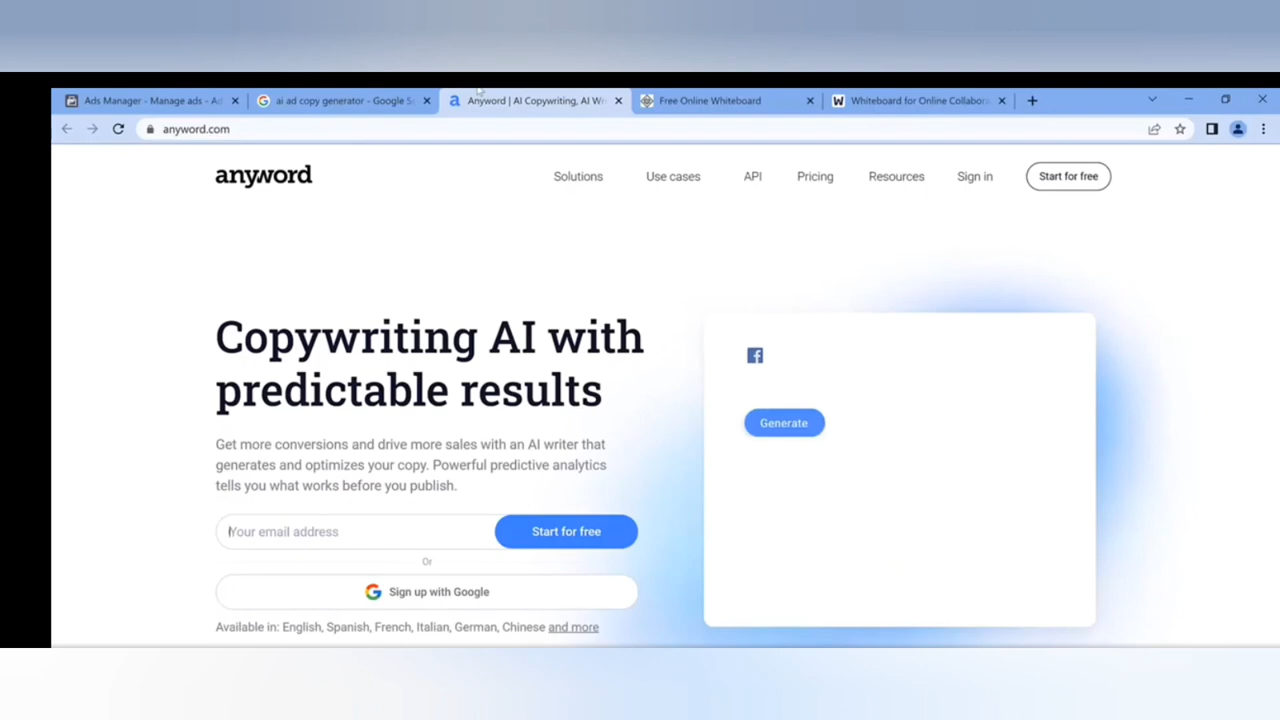 Ads Manager - Manage ads - Ad
ai ad copy generator - Google Se
Anyword | AI Copywriting, AI Wr
Free Online Whiteboard
Whiteboard for Online Collabora
anyword.com
anyword
Solutions
Use cases
API
Pricing
Resources
Sign in
Start for free
Copywriting AI with
predictable results
Get more conversions and drive more sales with an AI writer that
generates and optimizes your copy. Powerful predictive analytics
tells you what works before you publish.
Your email address
Start for free
Or
Sign up with Google
Available in: English, Spanish, French, Italian, German, Chinese and more
Generate